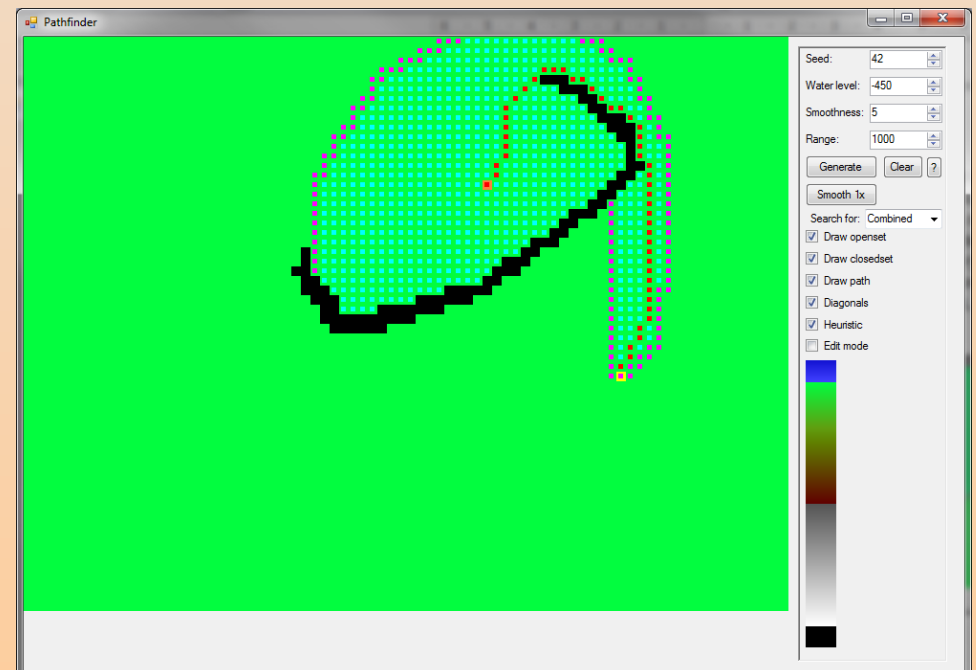 Pathfinder
Seed: 42
Water level: -450
Smoothness: 5
Range: 1000
Generate Clear ?
Smooth 1x
Search for: Combined
Draw openset
Draw closedset
Draw path
Diagonals
Heuristic
Edit mode